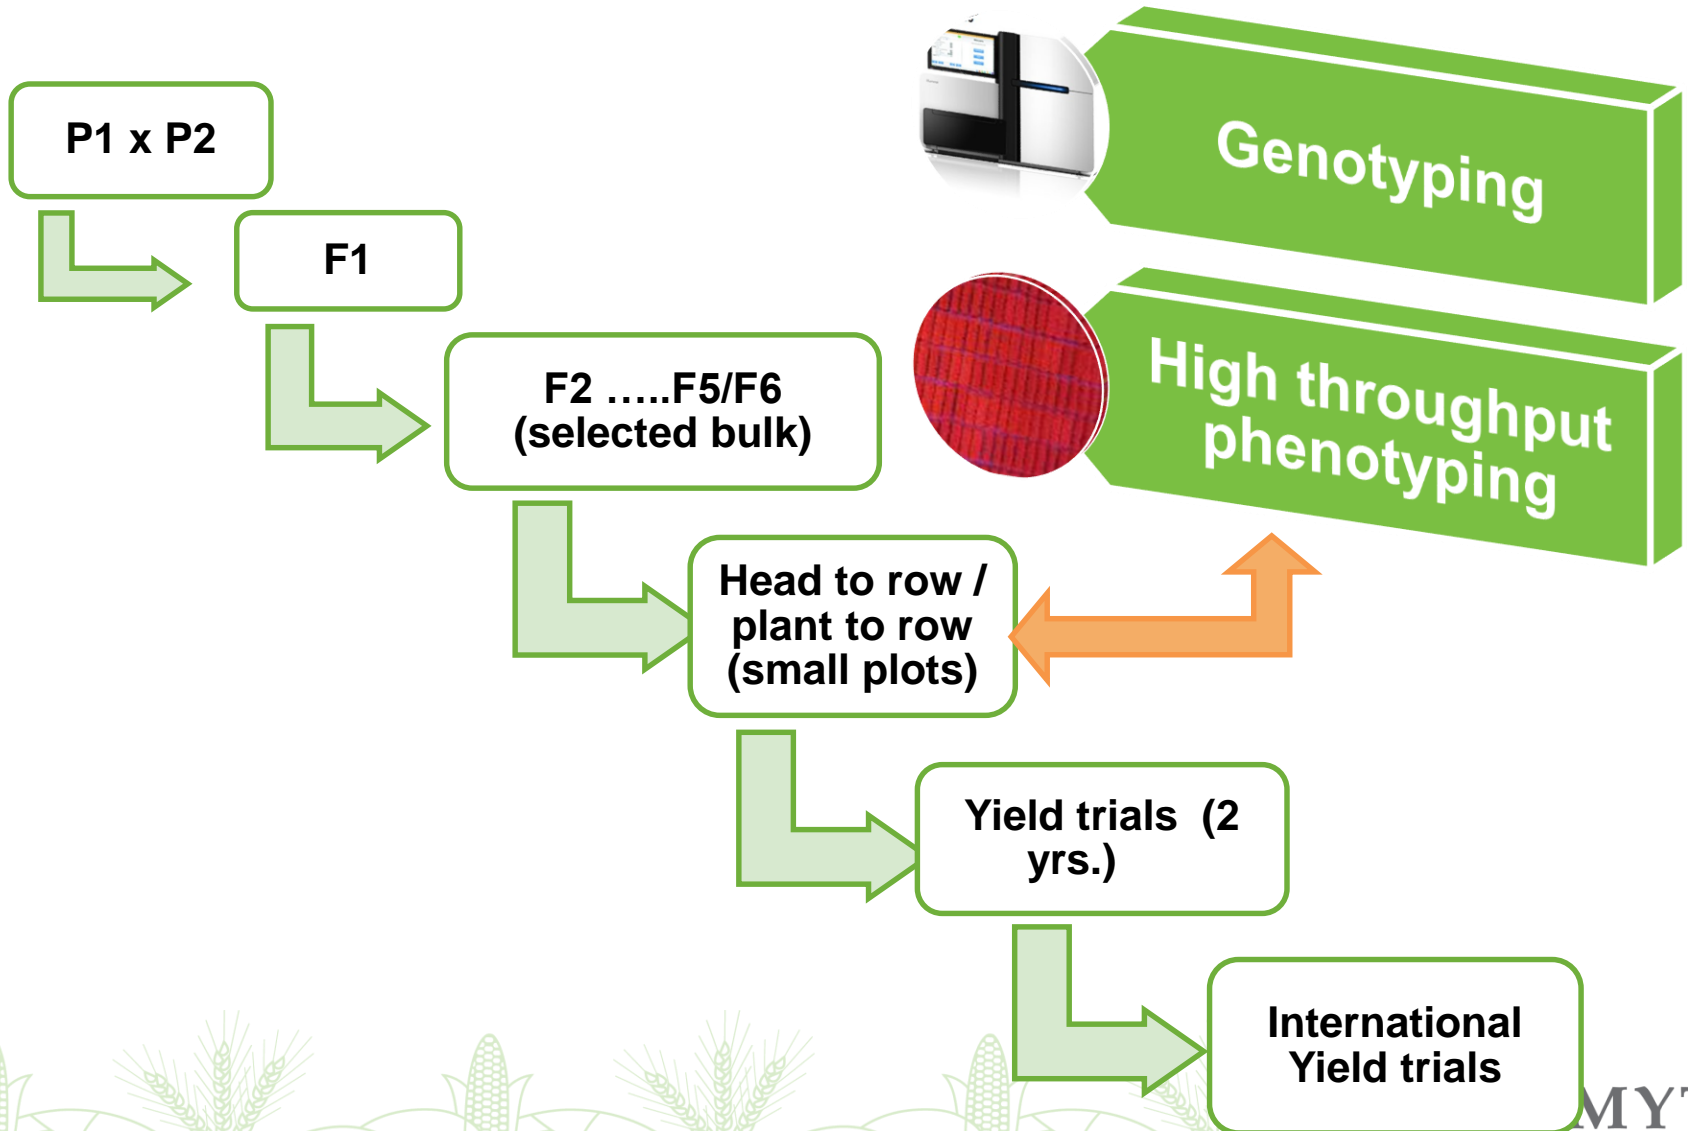 P1 x P2
F1
F2 .....F5/F6
(selected bulk)
Head to row /
plant to row
(small plots)
Yield trials  (2
yrs.)
International
Yield trials
Genotyping
High throughput
phenotyping